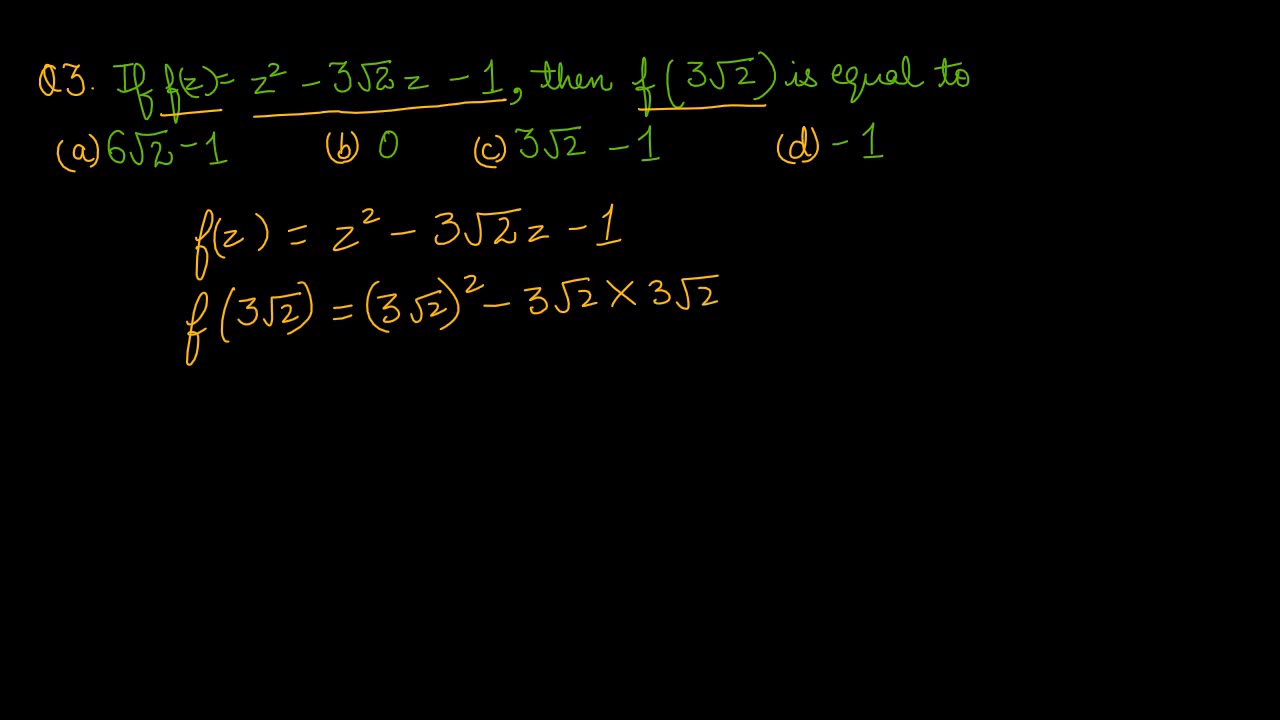 Q3. If f(z) = z² - 3√2 z - 1, then f(3√2) is equal to
(a) 6√2 - 1 (b) 0 (c) 3√2 - 1 (d) - 1
f(z) = z² - 3√2 z - 1
f(3√2) = (3√2)² - 3√2 × 3√2